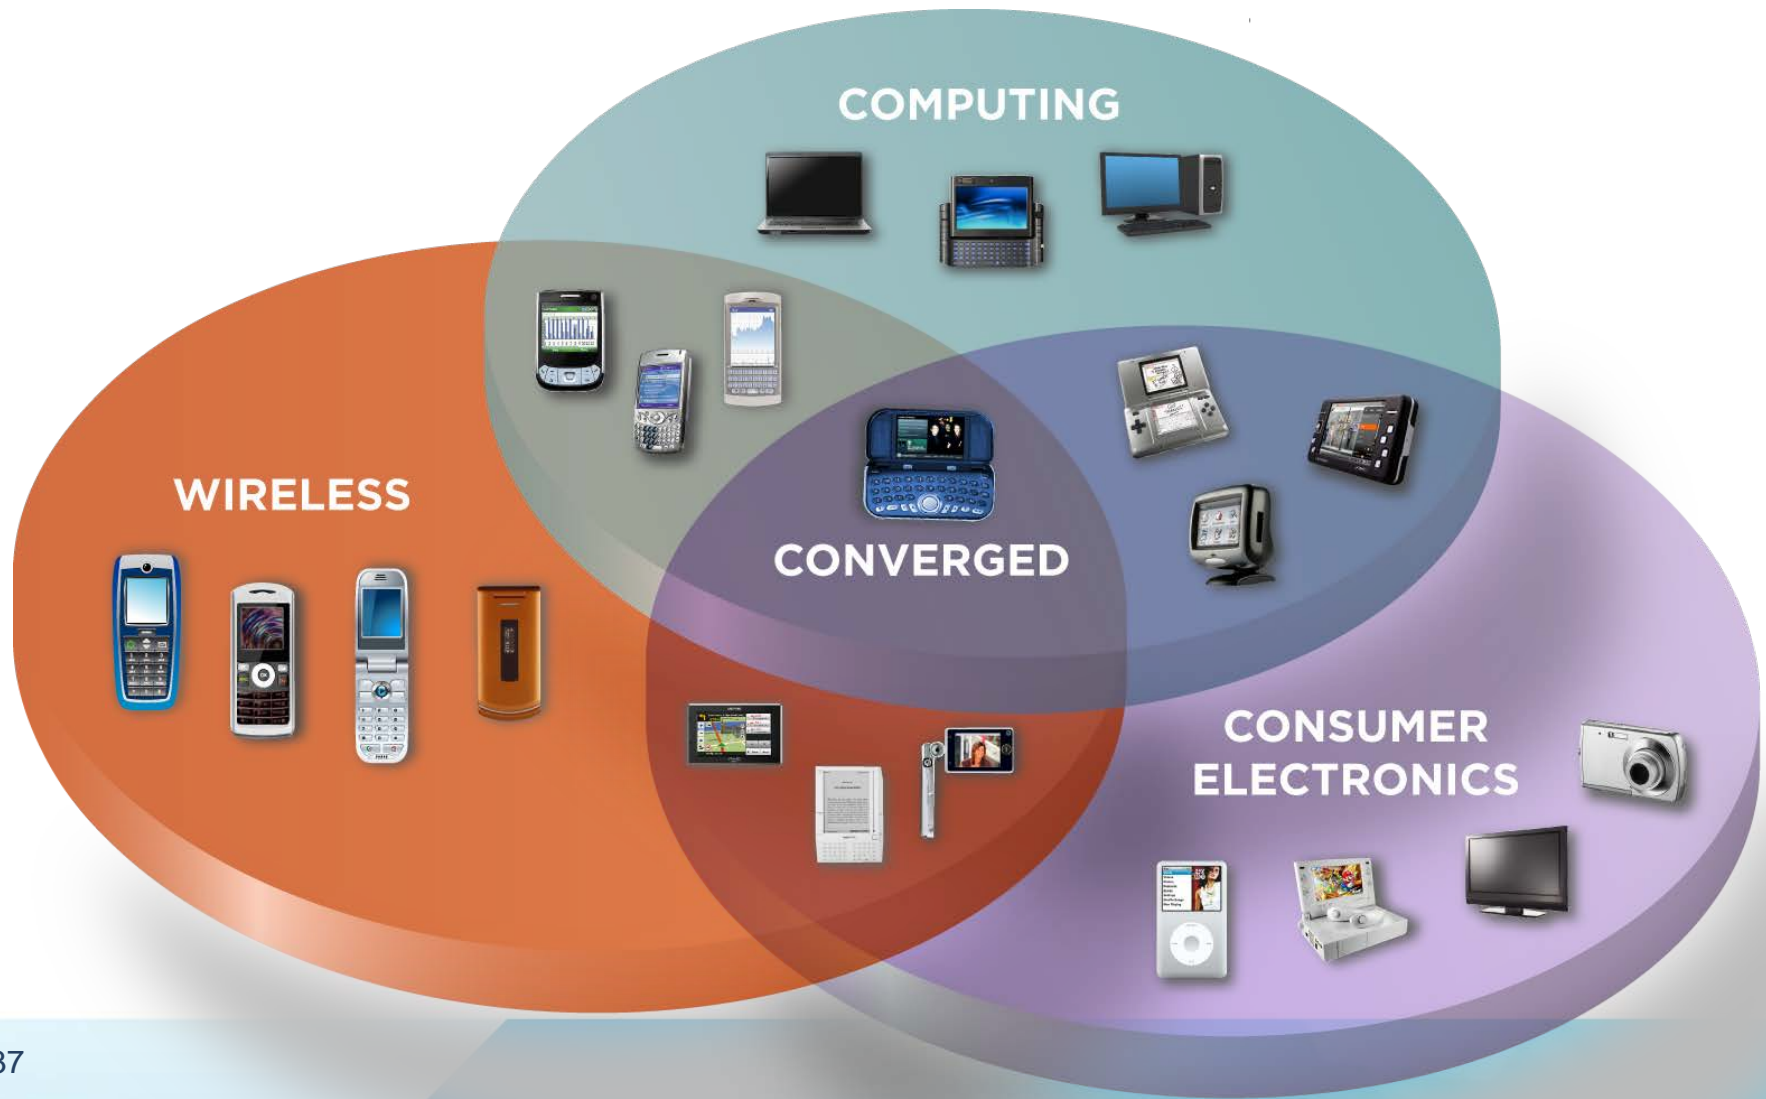 COMPUTING
WIRELESS
CONVERGED
CONSUMER
ELECTRONICS
37